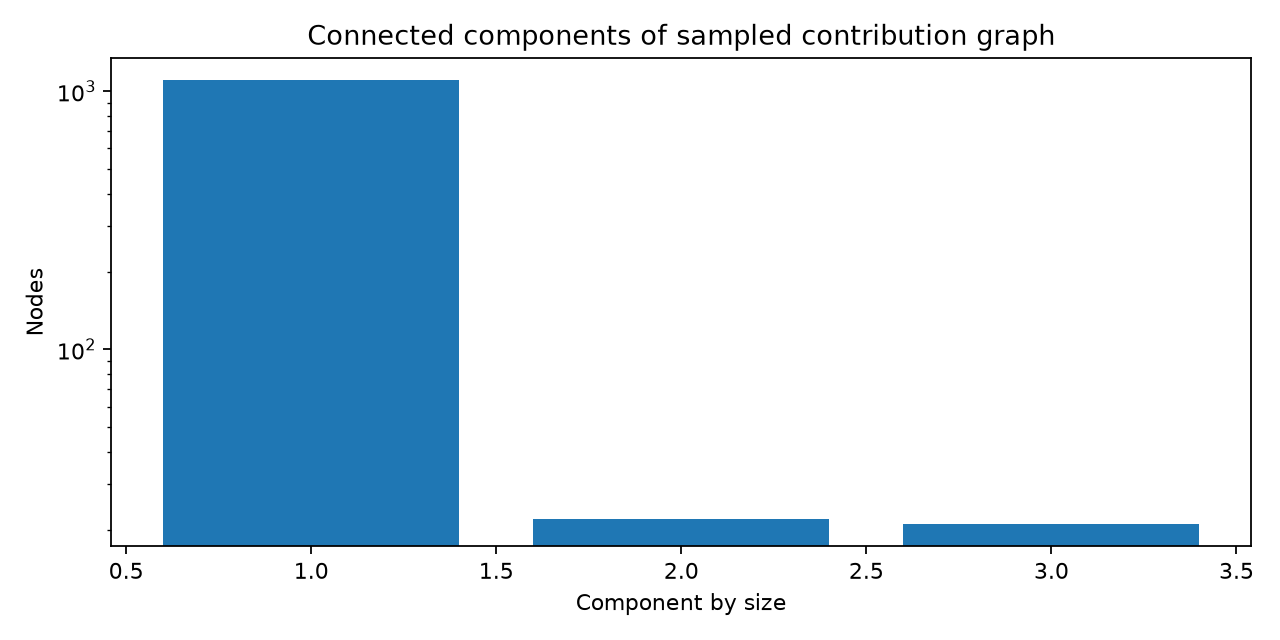 Connected components of sampled contribution graph
Nodes
10³
10²
0.5 1.0 1.5 2.0 2.5 3.0 3.5
Component by size